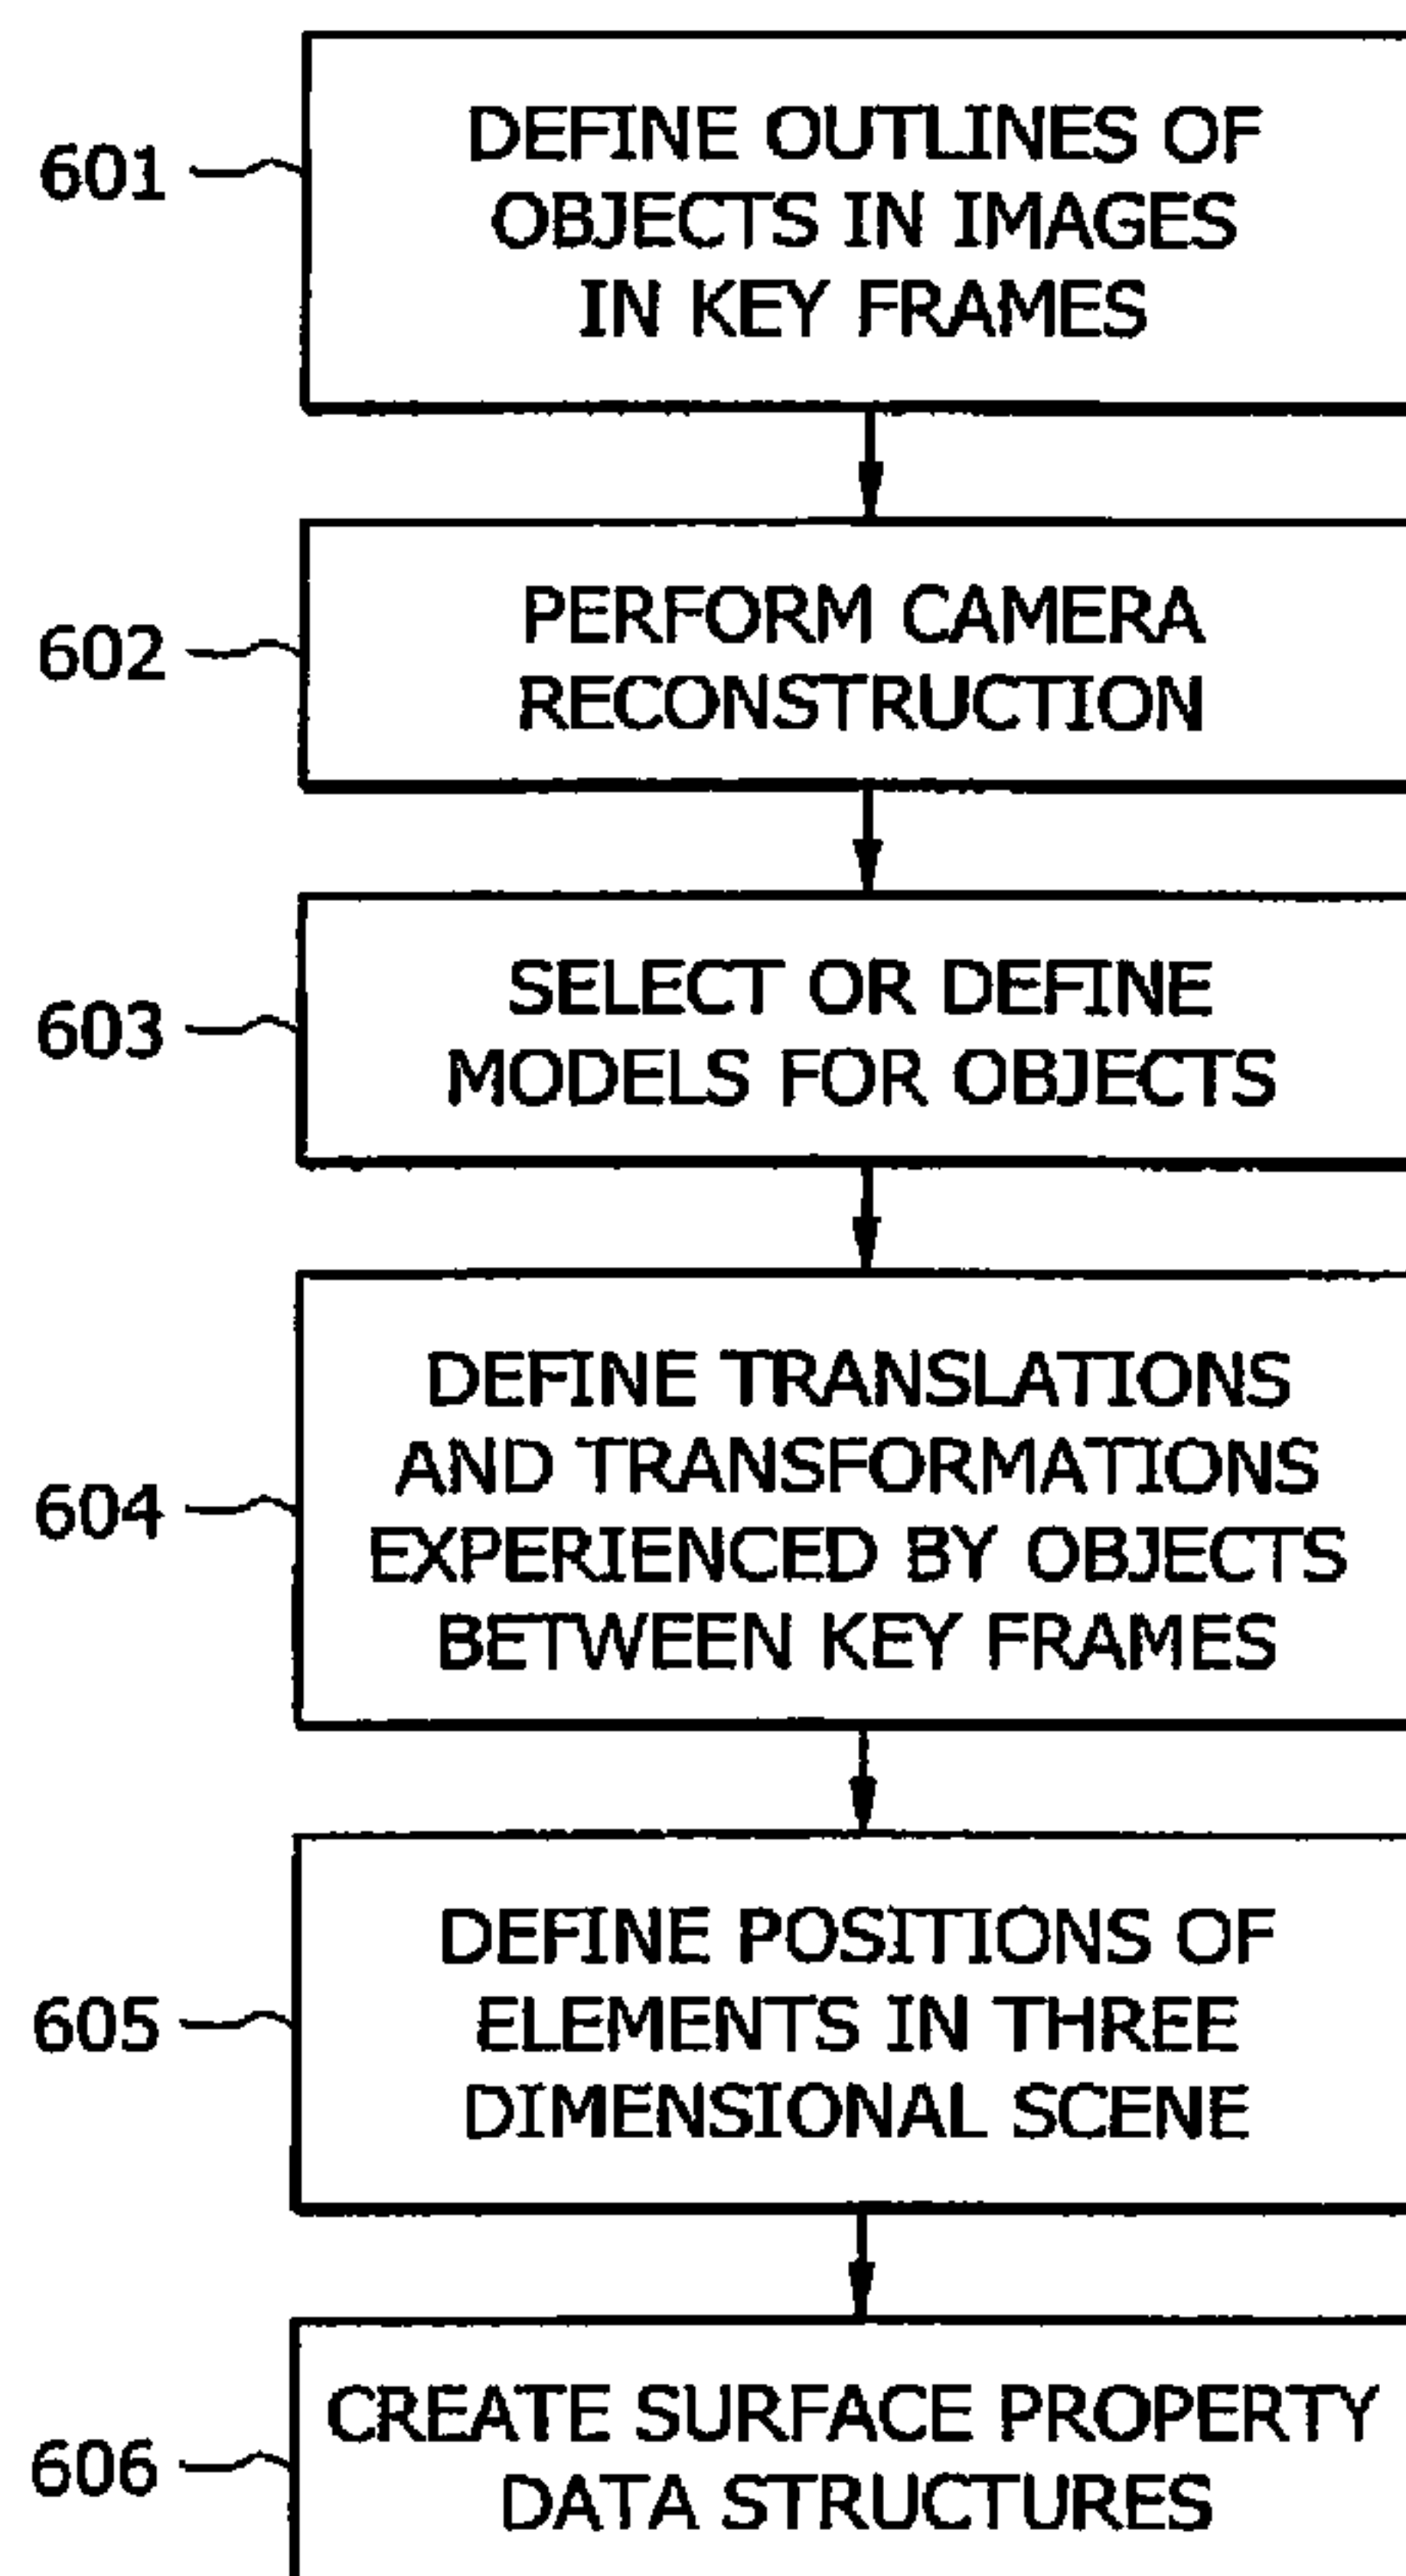 601
DEFINE OUTLINES OF
OBJECTS IN IMAGES
IN KEY FRAMES
602
PERFORM CAMERA
RECONSTRUCTION
603
SELECT OR DEFINE
MODELS FOR OBJECTS
604
DEFINE TRANSLATIONS
AND TRANSFORMATIONS
EXPERIENCED BY OBJECTS
BETWEEN KEY FRAMES
605
DEFINE POSITIONS OF
ELEMENTS IN THREE
DIMENSIONAL SCENE
606
CREATE SURFACE PROPERTY
DATA STRUCTURES